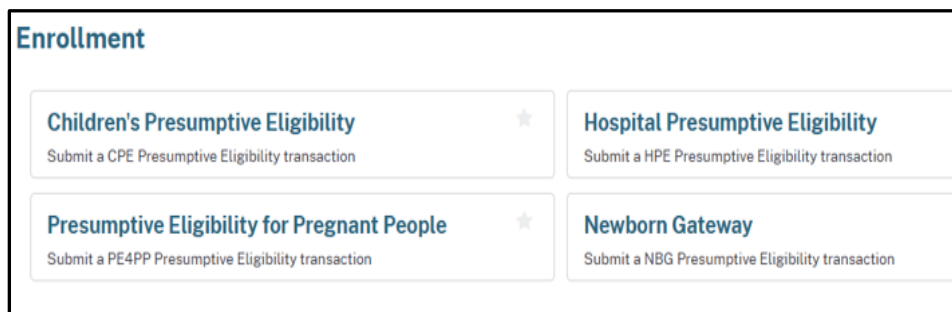 Enrollment
Children's Presumptive Eligibility
Submit a CPE Presumptive Eligibility transaction
Hospital Presumptive Eligibility
Submit a HPE Presumptive Eligibility transaction
Presumptive Eligibility for Pregnant People
Submit a PE4PP Presumptive Eligibility transaction
Newborn Gateway
Submit a NBG Presumptive Eligibility transaction